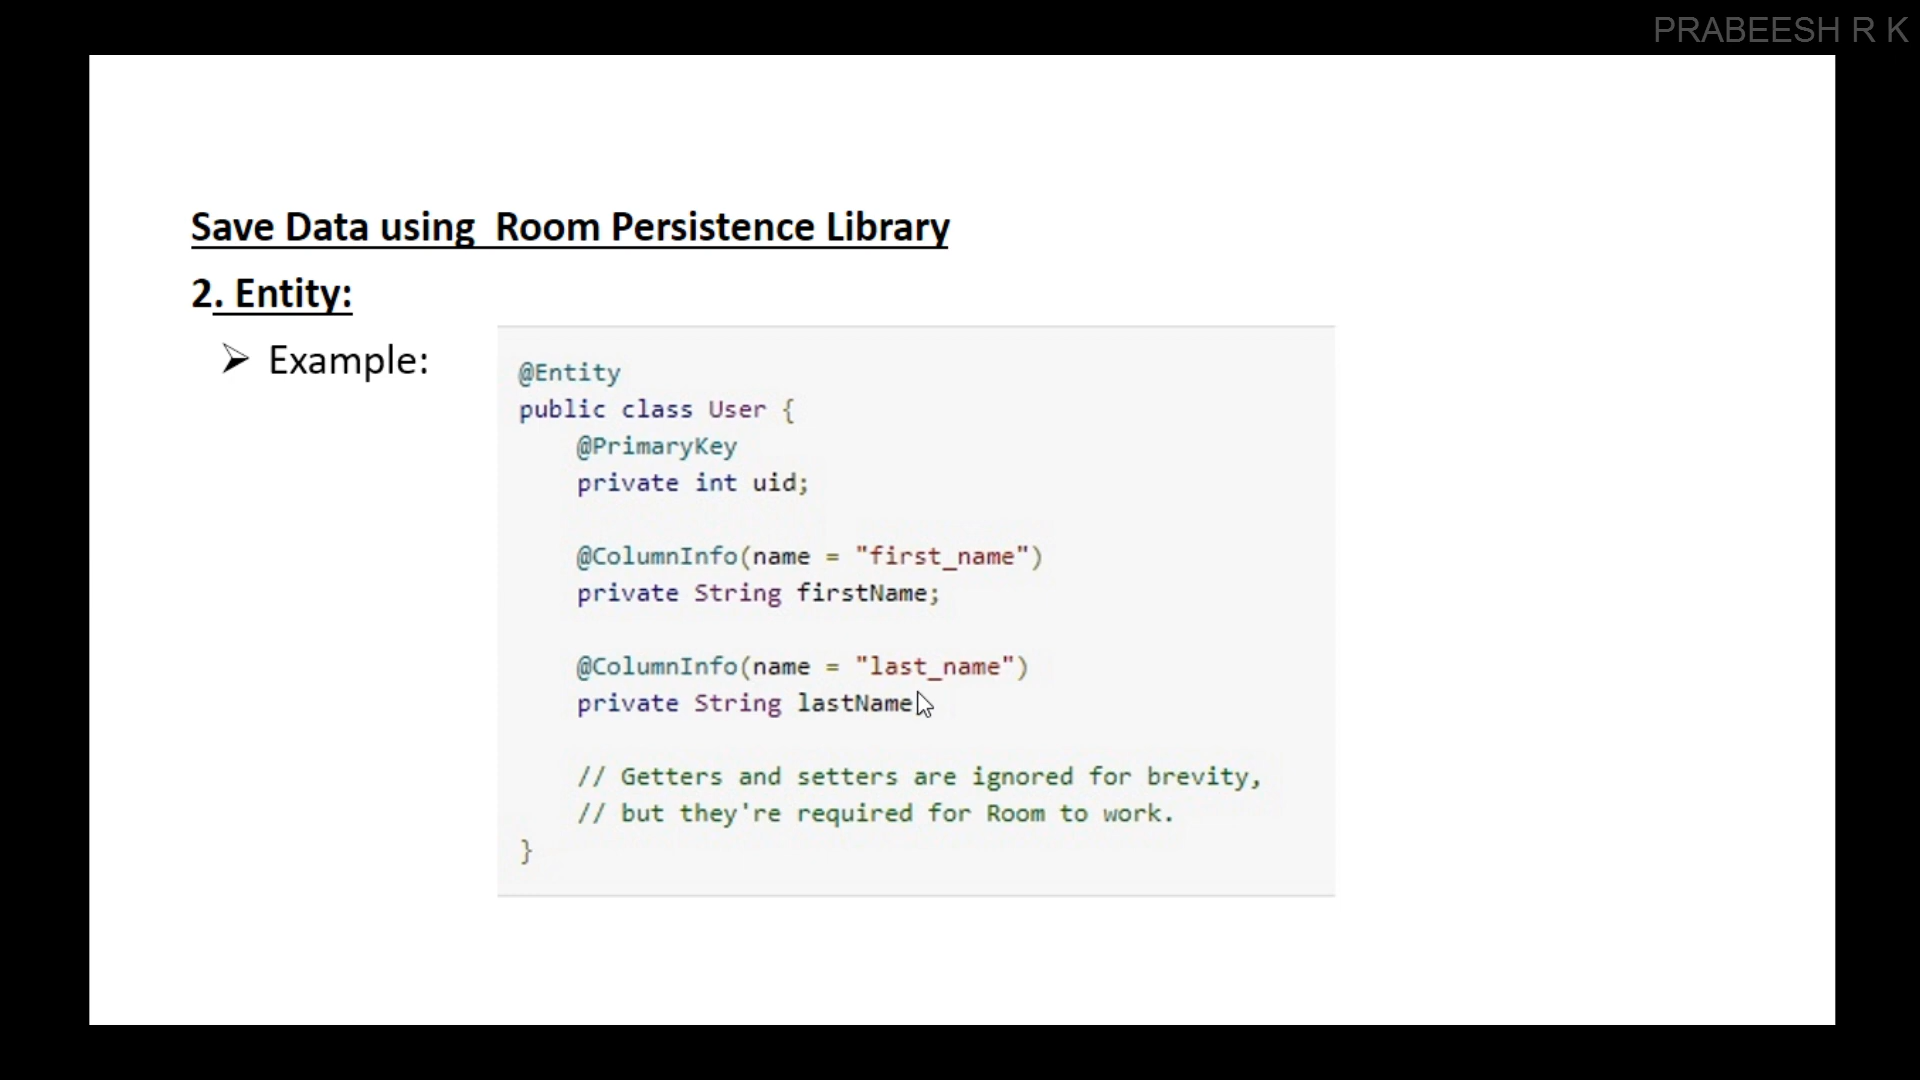 PRABEESH R K
Save Data using  Room Persistence Library
2. Entity:
➢ Example:
@Entity
public class User {
    @PrimaryKey
    private int uid;
    @ColumnInfo(name = "first_name")
    private String firstName;
    @ColumnInfo(name = "last_name")
    private String lastName
    // Getters and setters are ignored for brevity,
    // but they're required for Room to work.
}